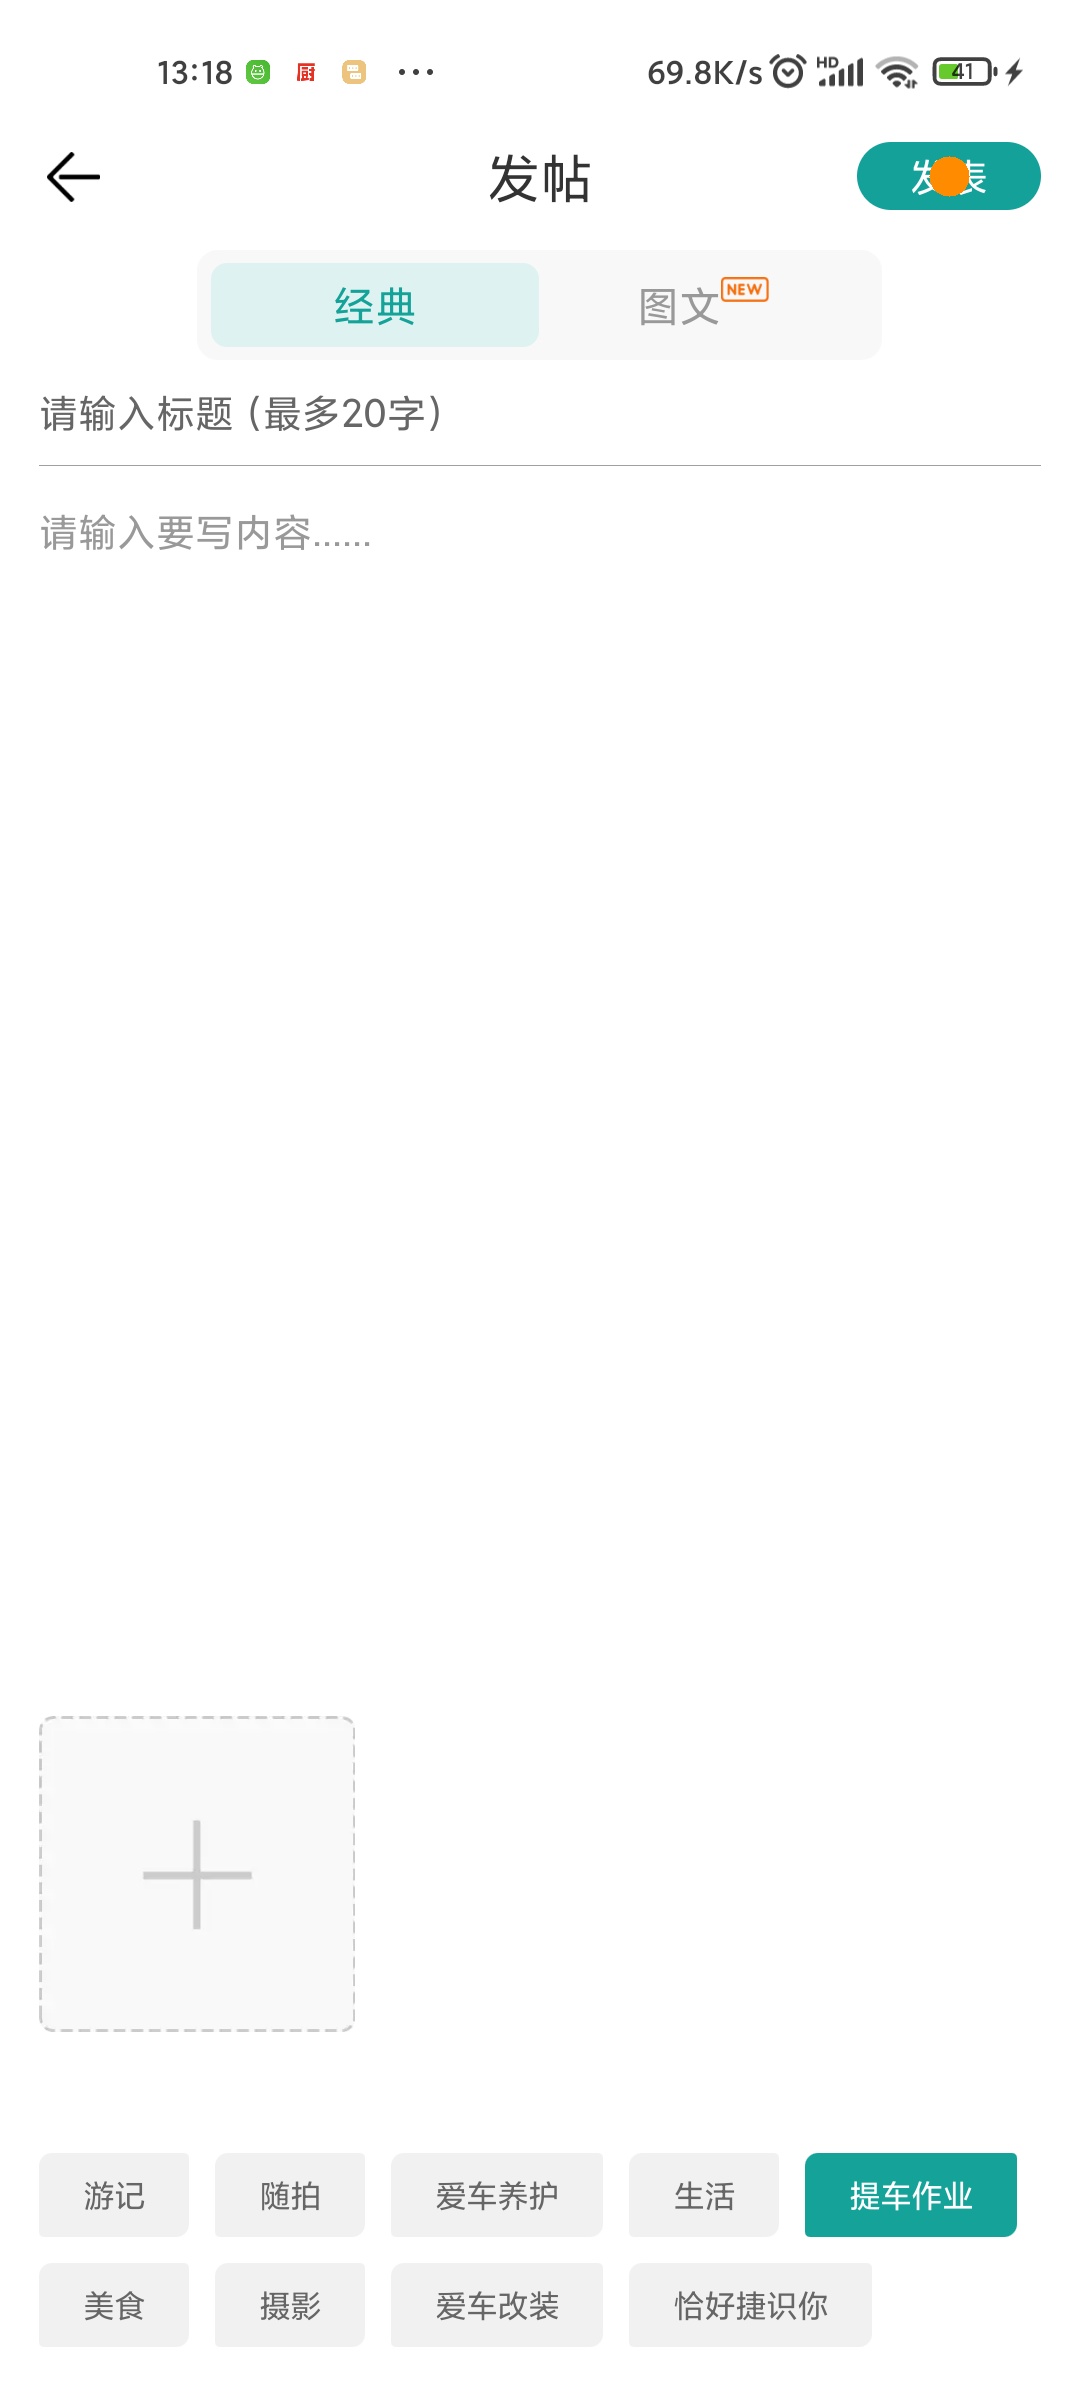 13:18 厨 ... 69.8K/s HD 41
发帖
发表
经典 图文 NEW
请输入标题（最多20字）
请输入要写内容......
游记 随拍 爱车养护 生活 提车作业
美食 摄影 爱车改装 恰好捷识你